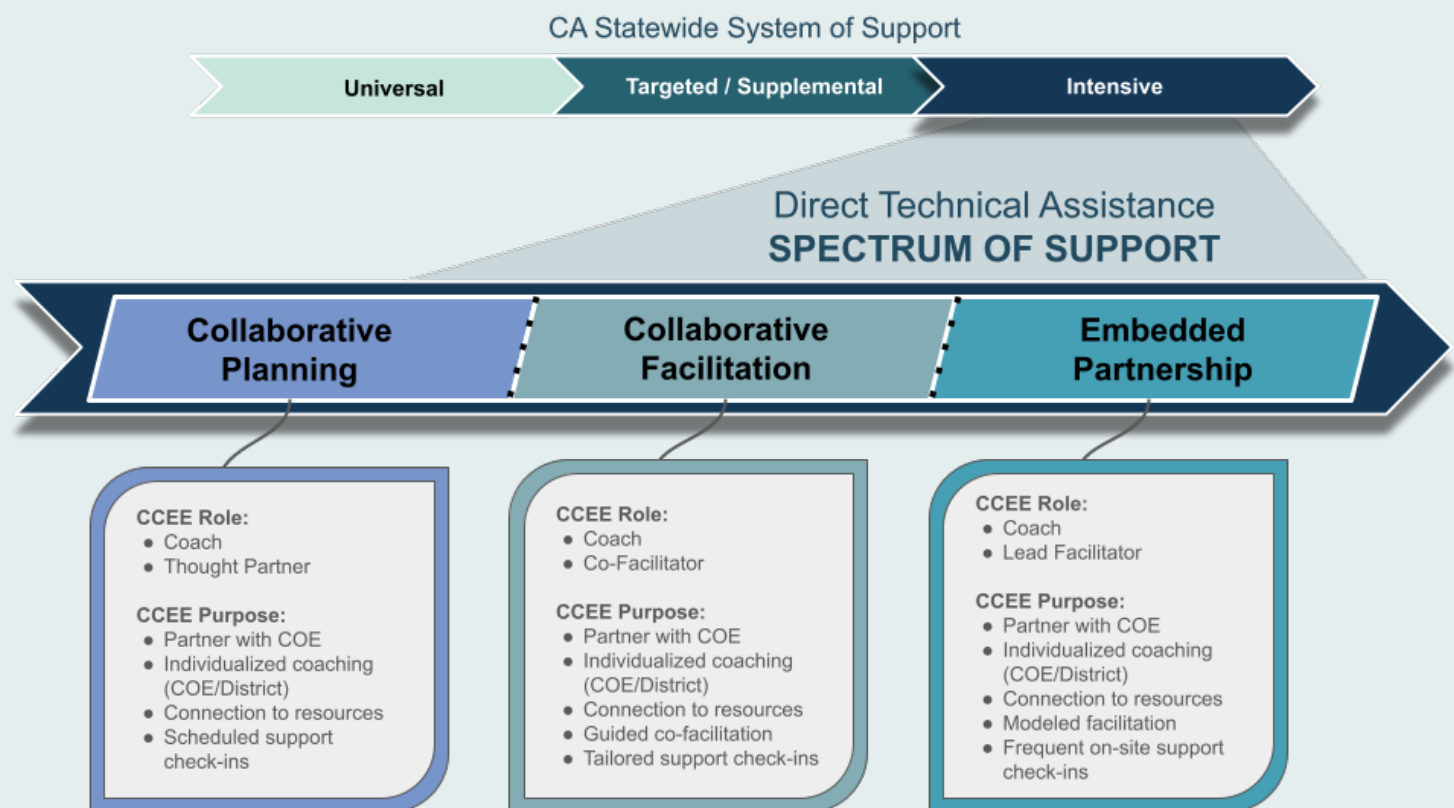 CA Statewide System of Support
Universal
Targeted / Supplemental
Intensive
Direct Technical Assistance
SPECTRUM OF SUPPORT
Collaborative
Planning
Collaborative
Facilitation
Embedded
Partnership
CCEE Role:
● Coach
● Thought Partner
CCEE Purpose:
● Partner with COE
● Individualized coaching
(COE/District)
● Connection to resources
● Scheduled support
check-ins
CCEE Role:
● Coach
● Co-Facilitator
CCEE Purpose:
● Partner with COE
● Individualized coaching
(COE/District)
● Connection to resources
● Guided co-facilitation
● Tailored support check-ins
CCEE Role:
● Coach
● Lead Facilitator
CCEE Purpose:
● Partner with COE
● Individualized coaching
(COE/District)
● Connection to resources
● Modeled facilitation
● Frequent on-site support
check-ins